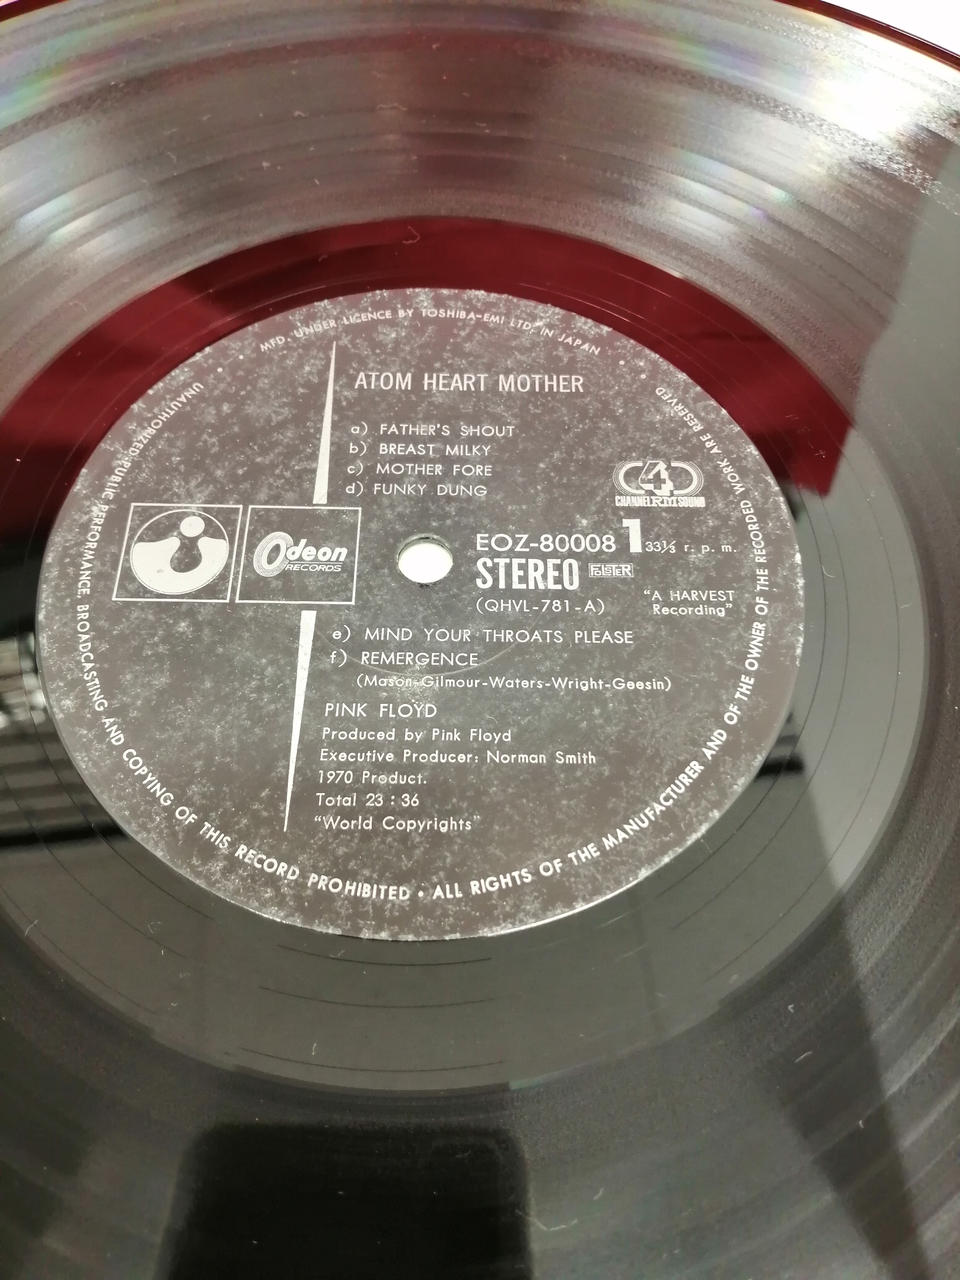 MFD. UNDER LICENCE BY TOSHIBA-EMI LTD. IN JAPAN
ATOM HEART MOTHER
a) FATHER'S SHOUT
b) BREAST MILKY
c) MOTHER FORE
d) FUNKY DUNG
4
CHANNEL RM SOUND
Odeon
RECORDS
EOZ-80008 1 33⅓ r. p. m.
STEREO
(QHVL-781-A)
"A HARVEST
Recording"
e) MIND YOUR THROATS PLEASE
f) REMERGENCE
(Mason-Gilmour-Waters-Wright-Geesin)
PINK FLOYD
Produced by Pink Floyd
Executive Producer: Norman Smith
1970 Product.
Total 23 : 36
"World Copyrights"
UNAUTHORIZED PUBLIC PERFORMANCE, BROADCASTING AND COPYING OF THIS RECORD PROHIBITED • ALL RIGHTS OF THE MANUFACTURER AND OF THE OWNER OF THE RECORDED WORK ARE RESERVED